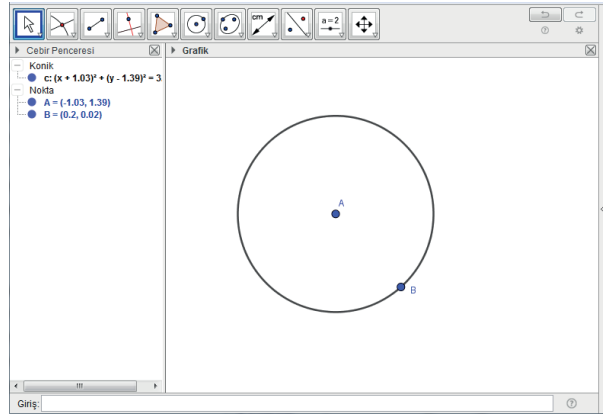 cm
a=2
Cebir Penceresi
Grafik
Konik
c: (x + 1.03)² + (y - 1.39)² = 3
Nokta
A = (-1.03, 1.39)
B = (0.2, 0.02)
A
B
Giriş: